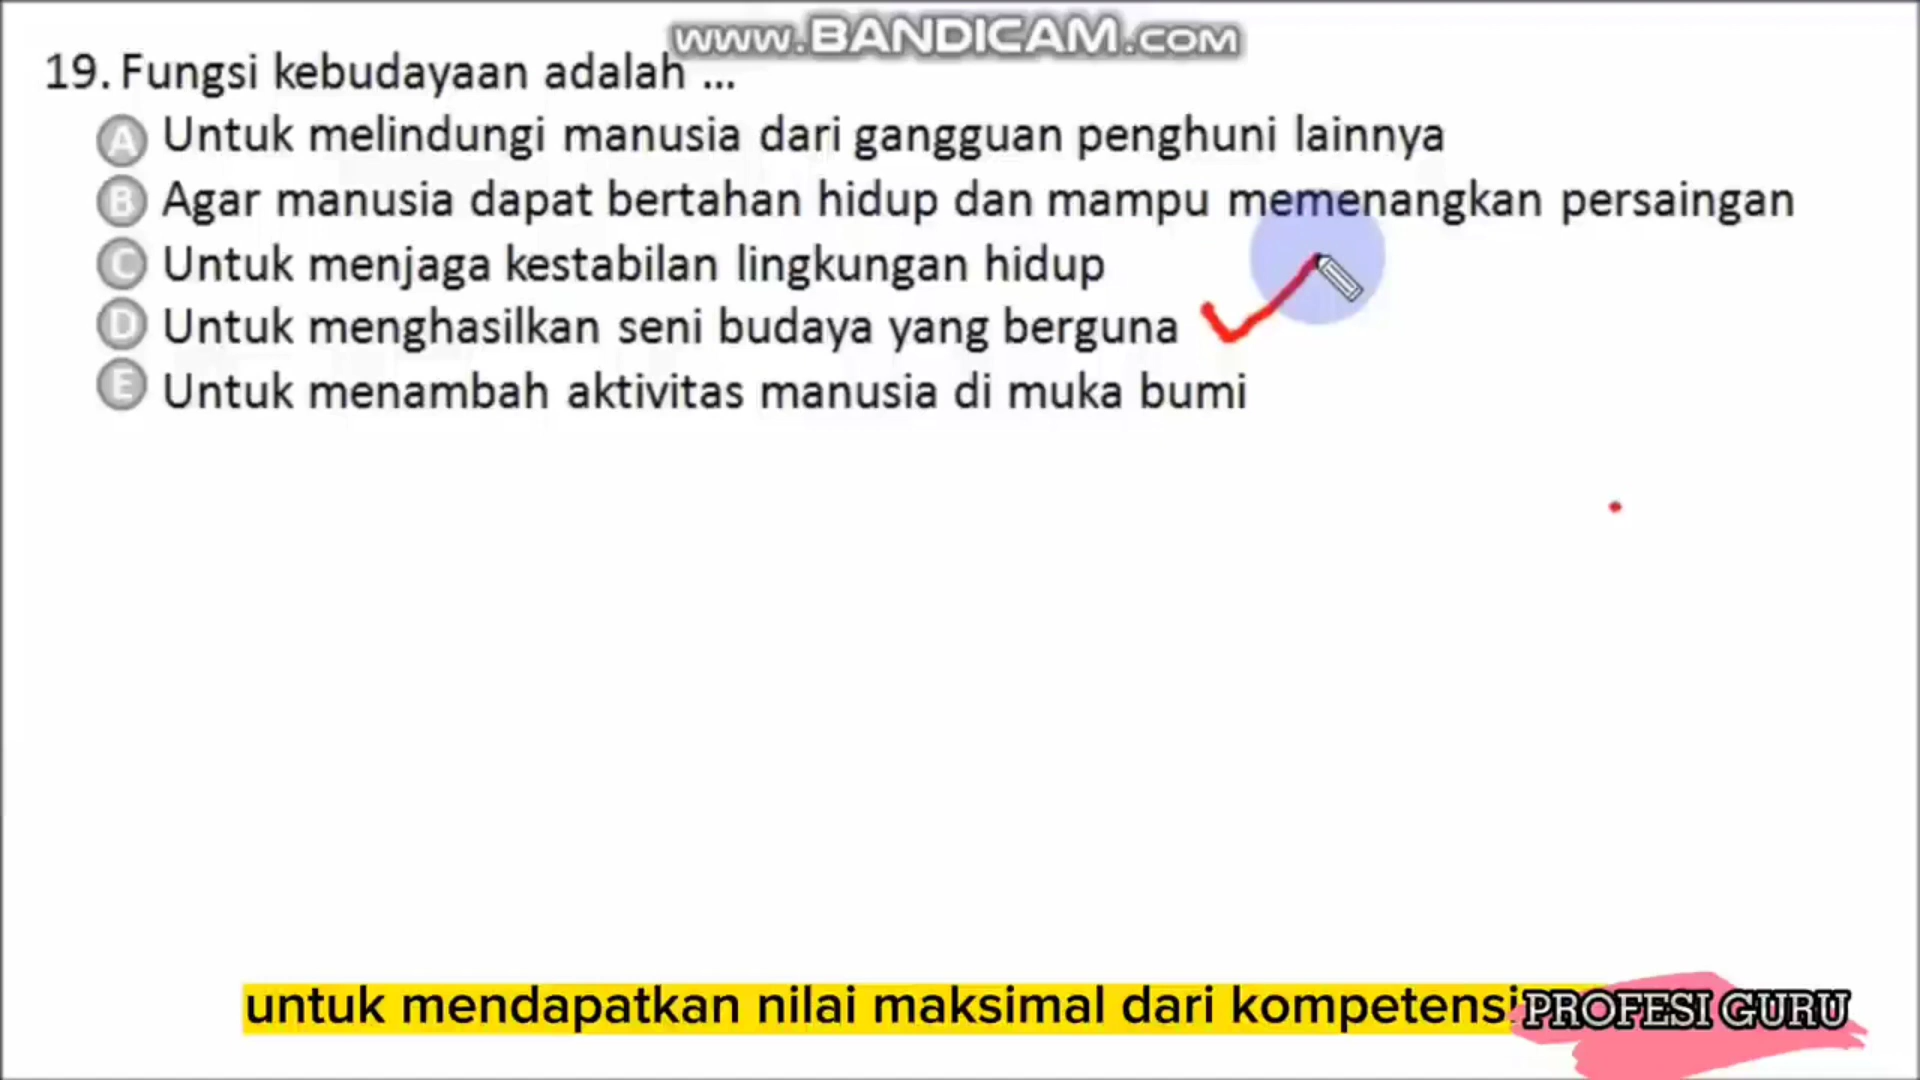 www.BANDICAM.com
19. Fungsi kebudayaan adalah ...
A Untuk melindungi manusia dari gangguan penghuni lainnya
B Agar manusia dapat bertahan hidup dan mampu memenangkan persaingan
C Untuk menjaga kestabilan lingkungan hidup
D Untuk menghasilkan seni budaya yang berguna
E Untuk menambah aktivitas manusia di muka bumi
untuk mendapatkan nilai maksimal dari kompetensi
PROFESI GURU